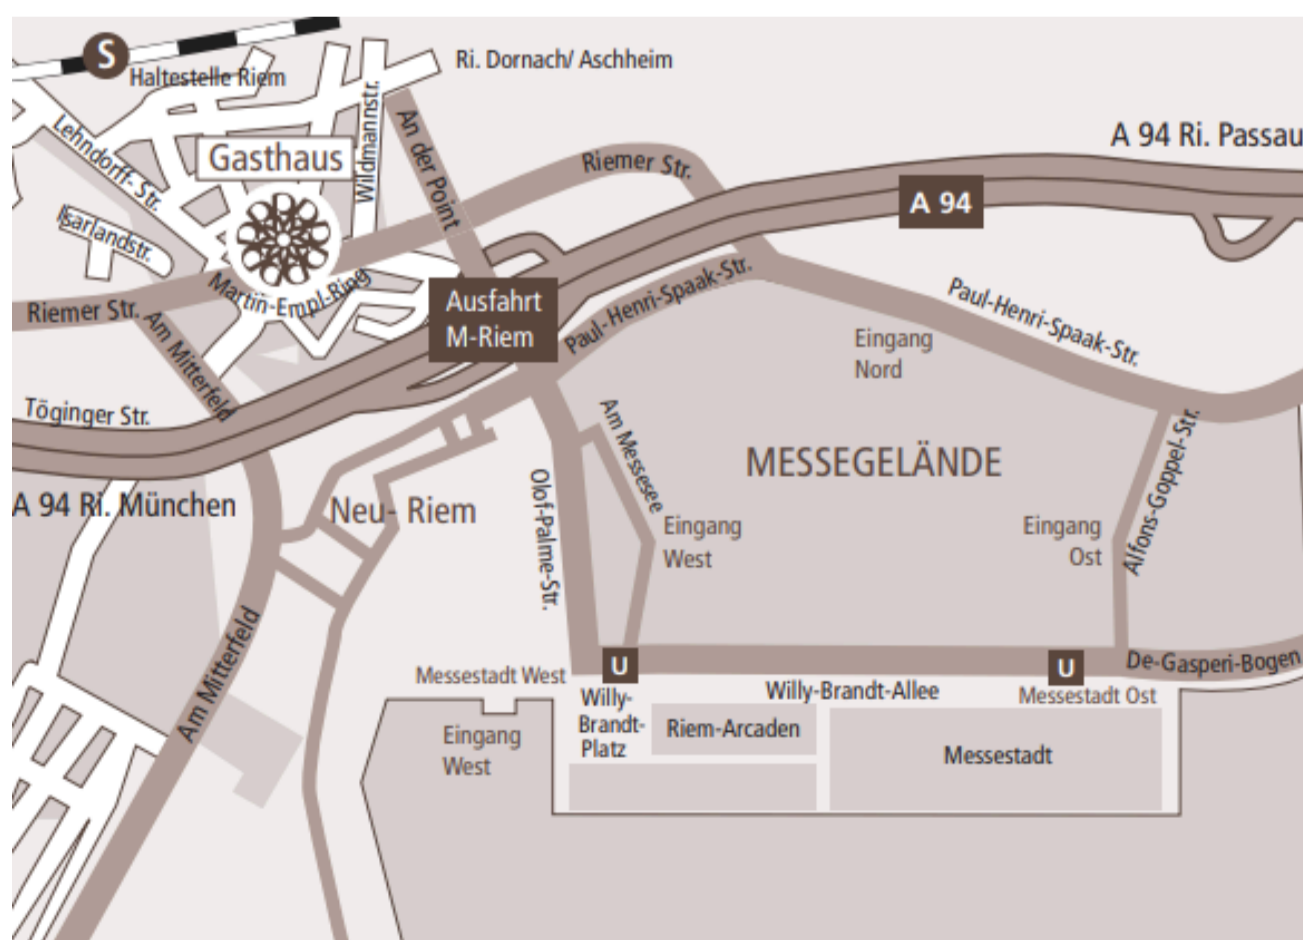 S
Haltestelle Riem
Ri. Dornach/ Aschheim
A 94 Ri. Passau
Lehndorff- Str.
Gasthaus
Wildmannstr.
An der Point
Riemer Str.
A 94
Isarlandstr.
Martin-Empl-Ring
Riemer Str.
Am Mitterfeld
Ausfahrt
M-Riem
Paul-Henri-Spaak-Str.
Paul-Henri-Spaak-Str.
Eingang
Nord
Töginger Str.
Am Messesee
MESSEGELÄNDE
Alfons-Goppel-Str.
A 94 Ri. München
Neu- Riem
Olof-Palme-Str.
Eingang
West
Eingang
Ost
Am Mitterfeld
Messestadt West
U
U
De-Gasperi-Bogen
Willy-
Brandt-
Platz
Willy-Brandt-Allee
Messestadt Ost
Eingang
West
Riem-Arcaden
Messestadt